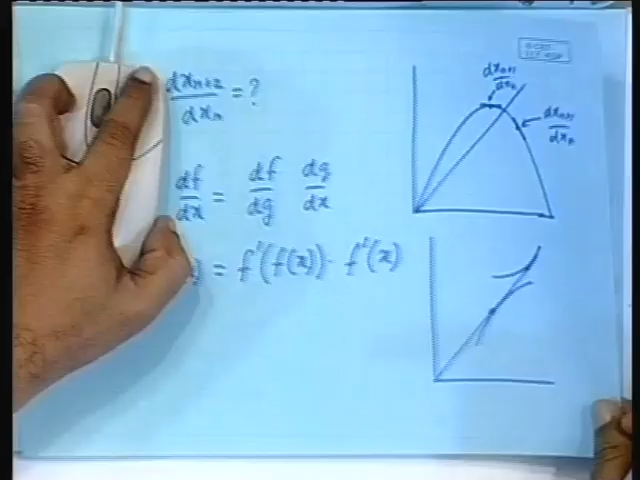 dx_{n+2}/dx_n = ?
df/dx = df/dg dg/dx
) = f'(f(x)) · f'(x)
dx_{n+1}/dx_n
dx_{n+1}/dx_n